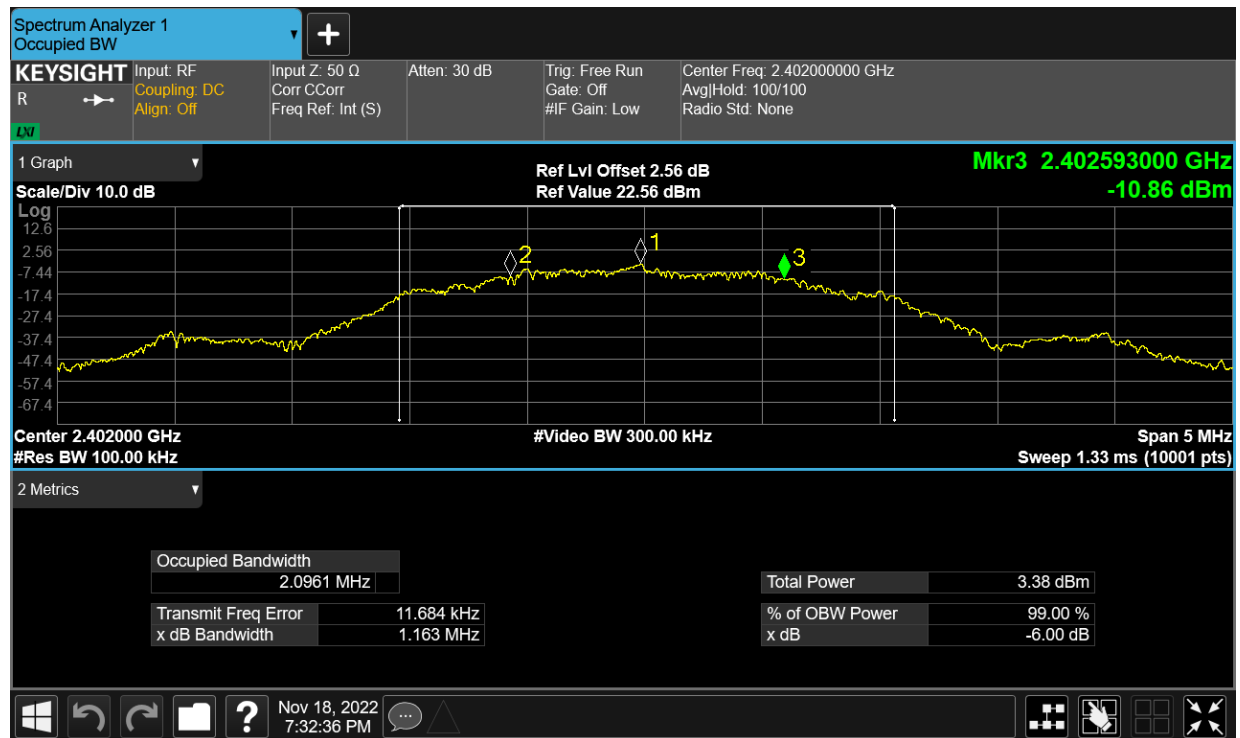 Spectrum Analyzer 1
Occupied BW
KEYSIGHT
R
LXI
Input: RF
Coupling: DC
Align: Off
Input Z: 50 Ω
Corr CCorr
Freq Ref: Int (S)
Atten: 30 dB
Trig: Free Run
Gate: Off
#IF Gain: Low
Center Freq: 2.402000000 GHz
Avg|Hold: 100/100
Radio Std: None
1 Graph
Scale/Div 10.0 dB
Ref Lvl Offset 2.56 dB
Ref Value 22.56 dBm
Mkr3 2.402593000 GHz
-10.86 dBm
Log
12.6
2.56
-7.44
-17.4
-27.4
-37.4
-47.4
-57.4
-67.4
2
1
3
Center 2.402000 GHz
#Video BW 300.00 kHz
Span 5 MHz
#Res BW 100.00 kHz
Sweep 1.33 ms (10001 pts)
2 Metrics
Occupied Bandwidth
2.0961 MHz
Total Power 3.38 dBm
Transmit Freq Error 11.684 kHz
% of OBW Power 99.00 %
x dB Bandwidth 1.163 MHz
x dB -6.00 dB
?
Nov 18, 2022
7:32:36 PM